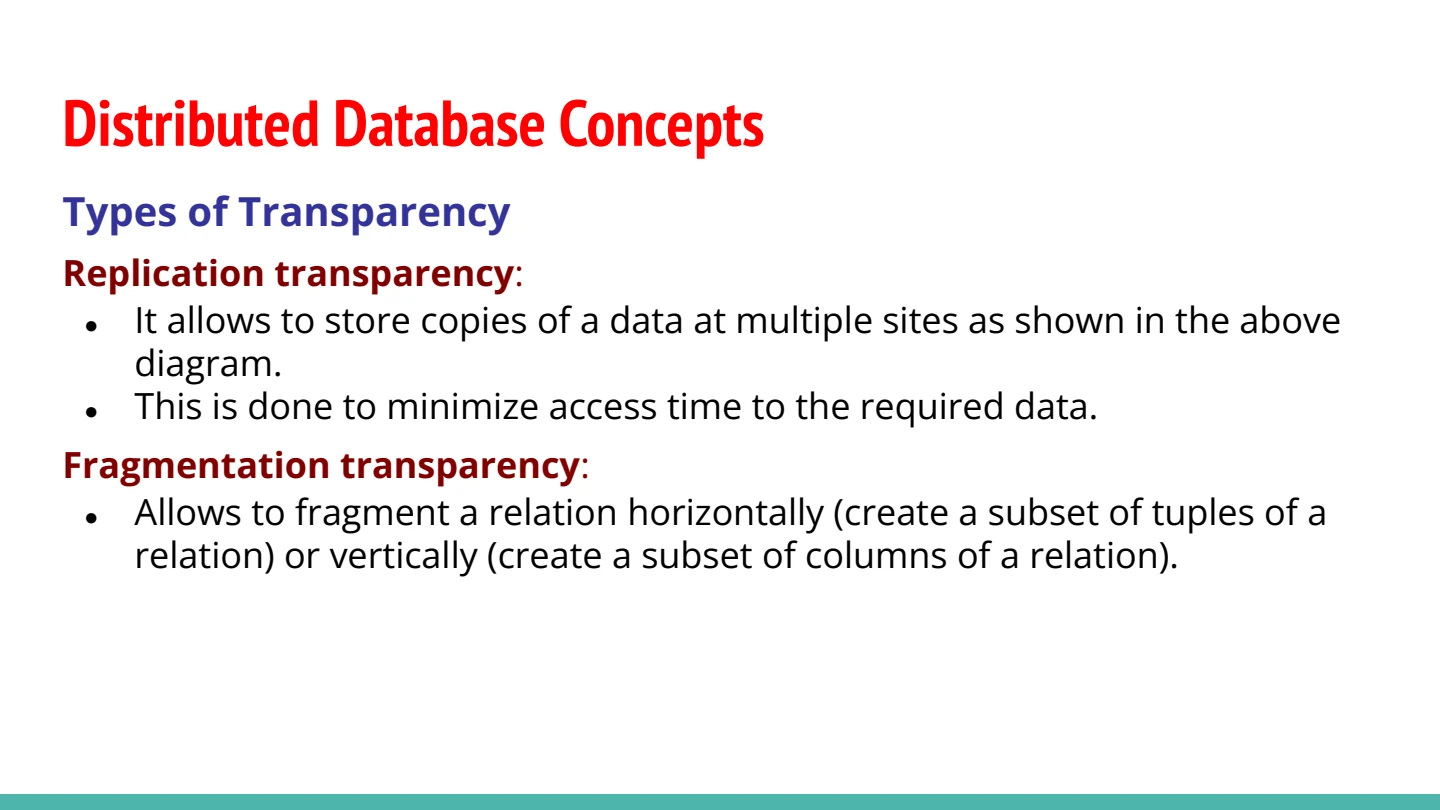 Distributed Database Concepts
Types of Transparency
Replication transparency:
● It allows to store copies of a data at multiple sites as shown in the above
diagram.
● This is done to minimize access time to the required data.
Fragmentation transparency:
● Allows to fragment a relation horizontally (create a subset of tuples of a
relation) or vertically (create a subset of columns of a relation).